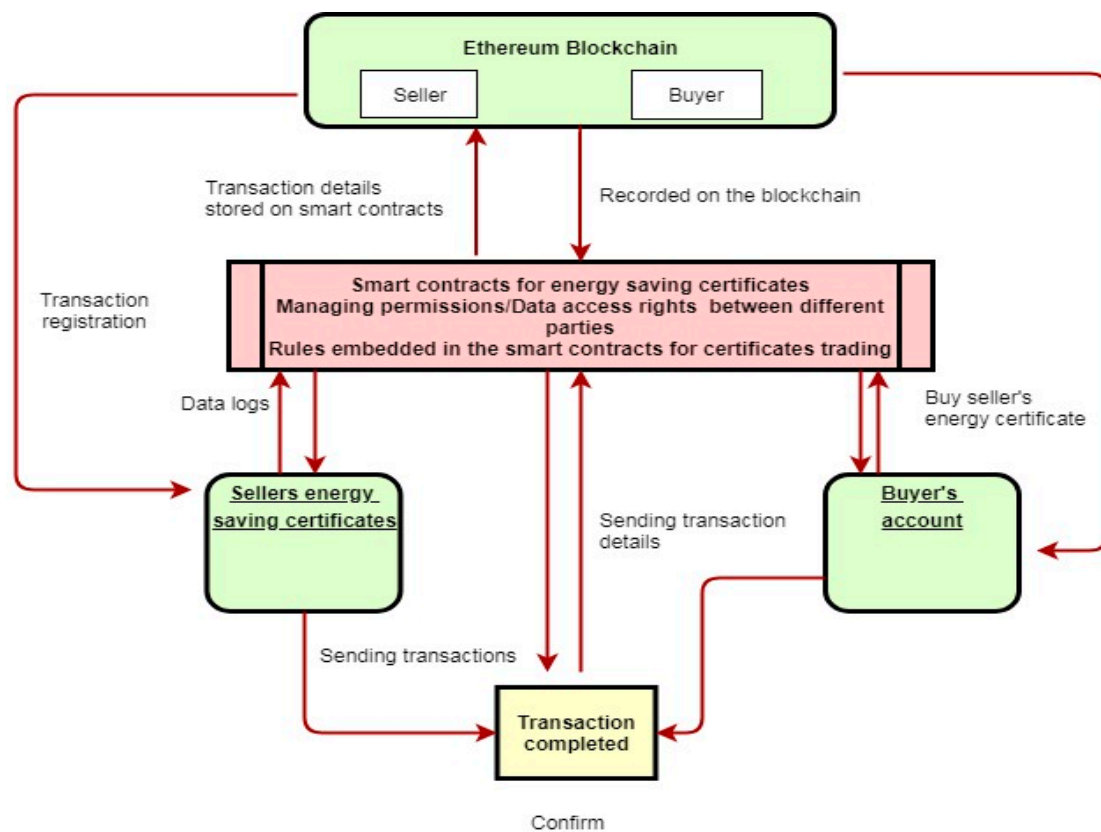 Ethereum Blockchain
Seller
Buyer
Transaction details
stored on smart contracts
Recorded on the blockchain
Smart contracts for energy saving certificates
Managing permissions/Data access rights  between different
parties
Rules embedded in the smart contracts for certificates trading
Transaction
registration
Data logs
Buy seller's
energy certificate
Sellers energy
saving certificates
Buyer's
account
Sending transaction
details
Sending transactions
Transaction
completed
Confirm